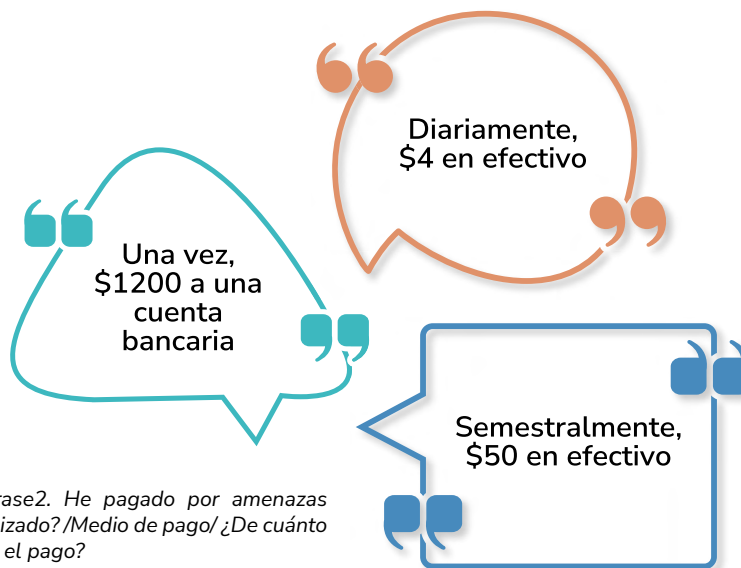 Diariamente,
$4 en efectivo
Una vez,
$1200 a una
cuenta
bancaria
Semestralmente,
$50 en efectivo
He pagado por amenazas
/Medio de pago/ ¿De cuánto
el pago?